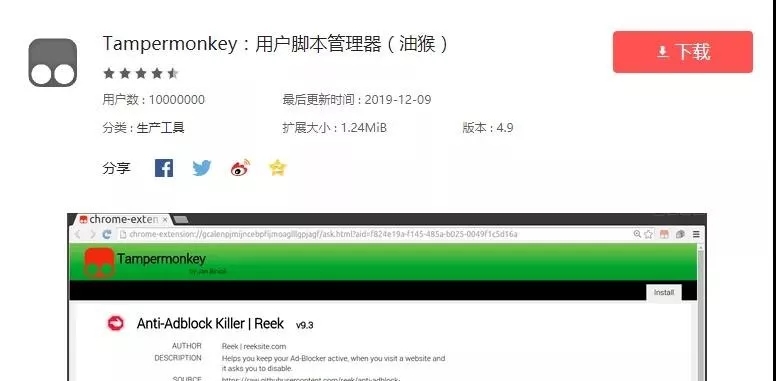 Tampermonkey：用户脚本管理器（油猴）
下载
用户数 : 10000000
最后更新时间 : 2019-12-09
分类 : 生产工具
扩展大小 : 1.24MiB
版本 : 4.9
分享
chrome-exten ×
chrome-extension://gcalenpjmijncebpfijmoaglllgpjagf/ask.html?aid=f824e19a-f145-485a-b025-0049f1c5d16a
Tampermonkey
by Jan Biniok
Install
Anti-Adblock Killer | Reek v9.3
AUTHOR Reek | reeksite.com
DESCRIPTION Helps you keep your Ad-Blocker active, when you visit a website and
it asks you to disable.
SOURCE https://raw.githubusercontent.com/reek/anti-adblock-